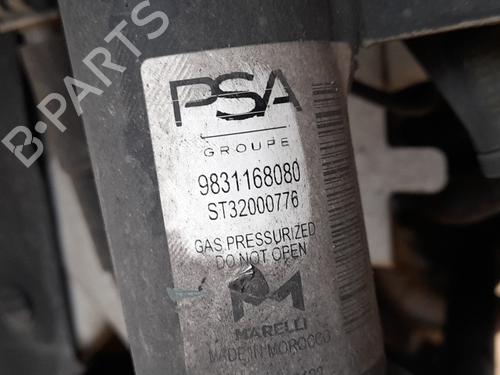 B-PARTS
PSA
GROUPE
9831168080
ST32000776
GAS PRESSURIZED
DO NOT OPEN
MARELLI
MADE IN MOROCCO